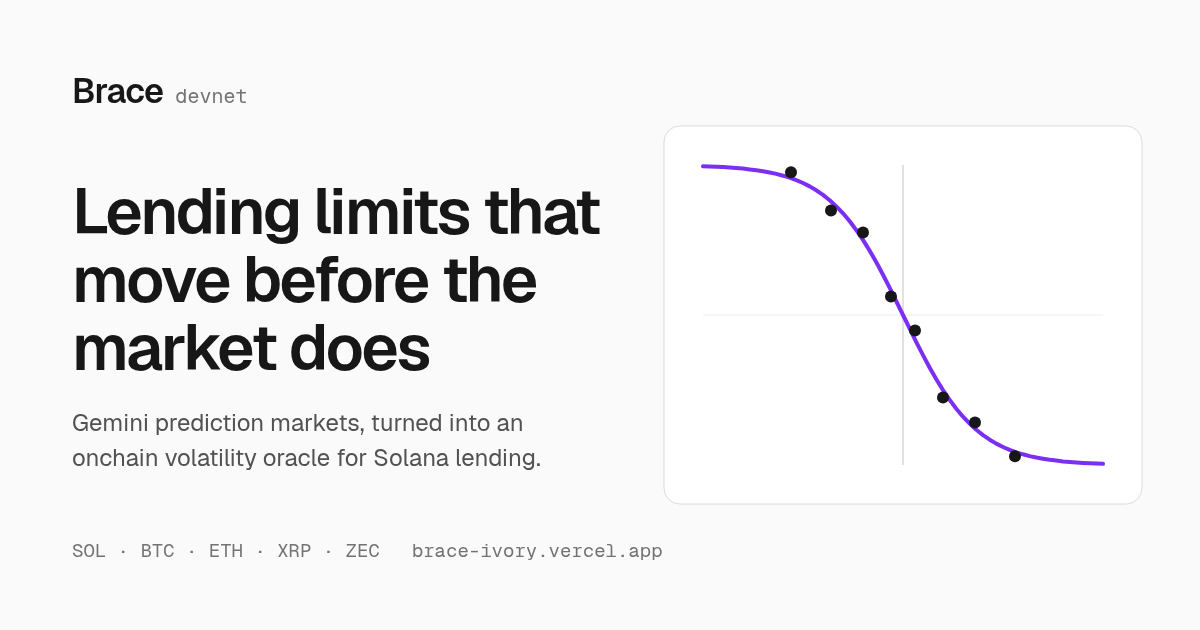 Brace devnet
Lending limits that
move before the
market does
Gemini prediction markets, turned into an
onchain volatility oracle for Solana lending.
SOL · BTC · ETH · XRP · ZEC brace-ivory.vercel.app